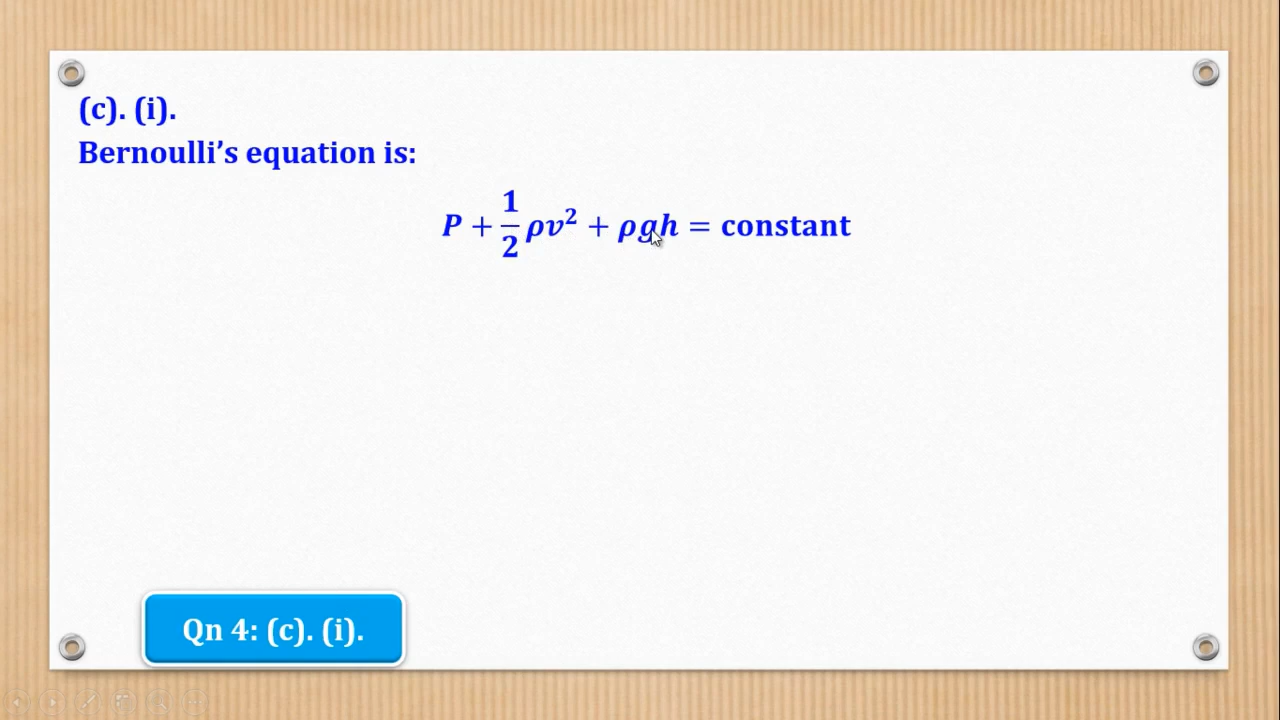 (c). (i).
Bernoulli’s equation is:
P + 1/2 ρv² + ρgh = constant
Qn 4: (c). (i).